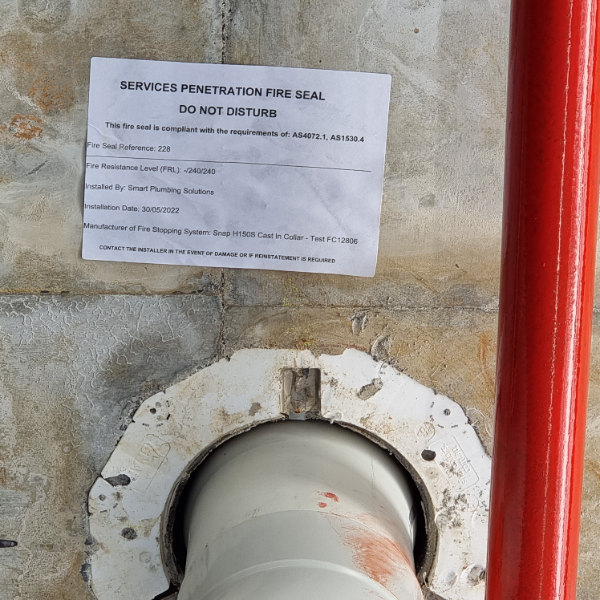 SERVICES PENETRATION FIRE SEAL
DO NOT DISTURB
This fire seal is compliant with the requirements of: AS4072.1, AS1530.4
Fire Seal Reference: 228
Fire Resistance Level (FRL): -/240/240
Installed By: Smart Plumbing Solutions
Installation Date: 30/05/2022
Manufacturer of Fire Stopping System: Snap H150S Cast In Collar - Test FC12806
CONTACT THE INSTALLER IN THE EVENT OF DAMAGE OR IF REINSTATEMENT IS REQUIRED